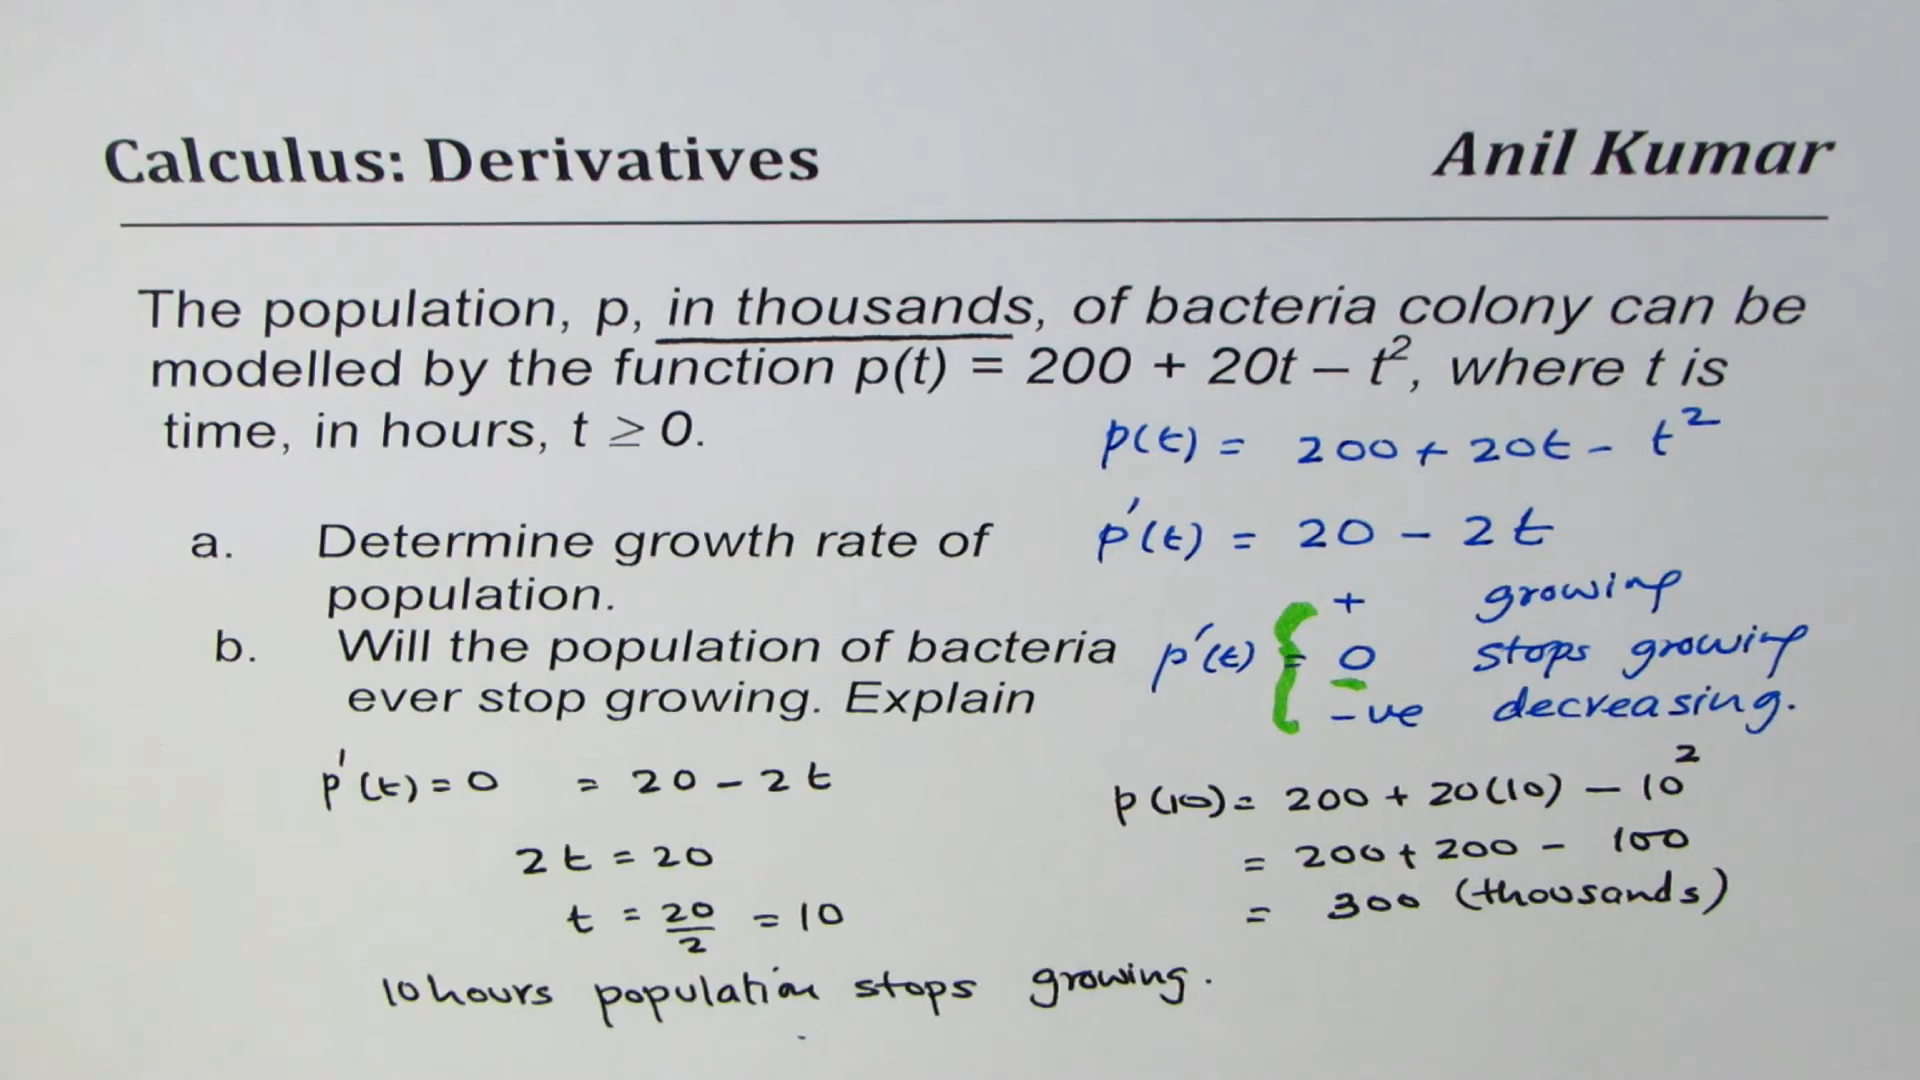 Calculus: Derivatives
Anil Kumar
The population, p, in thousands, of bacteria colony can be
modelled by the function p(t) = 200 + 20t – t², where t is
time, in hours, t ≥ 0.
p(t) = 200 + 20t - t²
a. Determine growth rate of
population.
p'(t) = 20 - 2t
b. Will the population of bacteria
ever stop growing. Explain
p'(t) = { + growing
0 stops growing
-ve decreasing.
p'(t) = 0 = 20 - 2t
2t = 20
t = 20/2 = 10
10 hours population stops growing.
p(10) = 200 + 20(10) - 10²
= 200 + 200 - 100
= 300 (thousands)